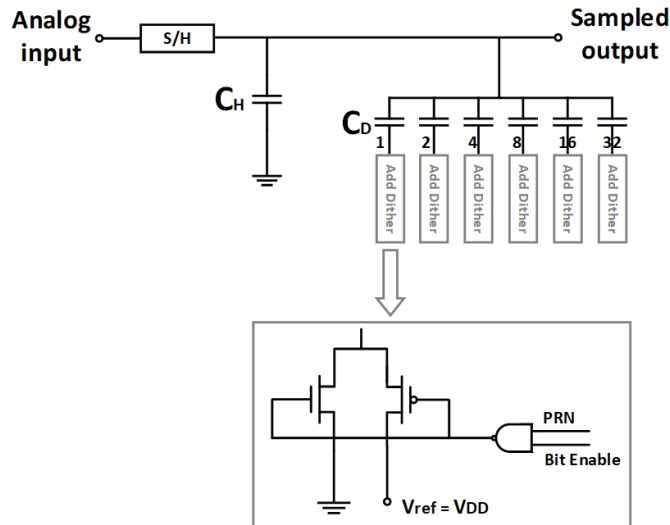 Analog
input
S/H
Sampled
output
CH
CD
1
2
4
8
16
32
Add Dither
Add Dither
Add Dither
Add Dither
Add Dither
Add Dither
PRN
Bit Enable
Vref = VDD